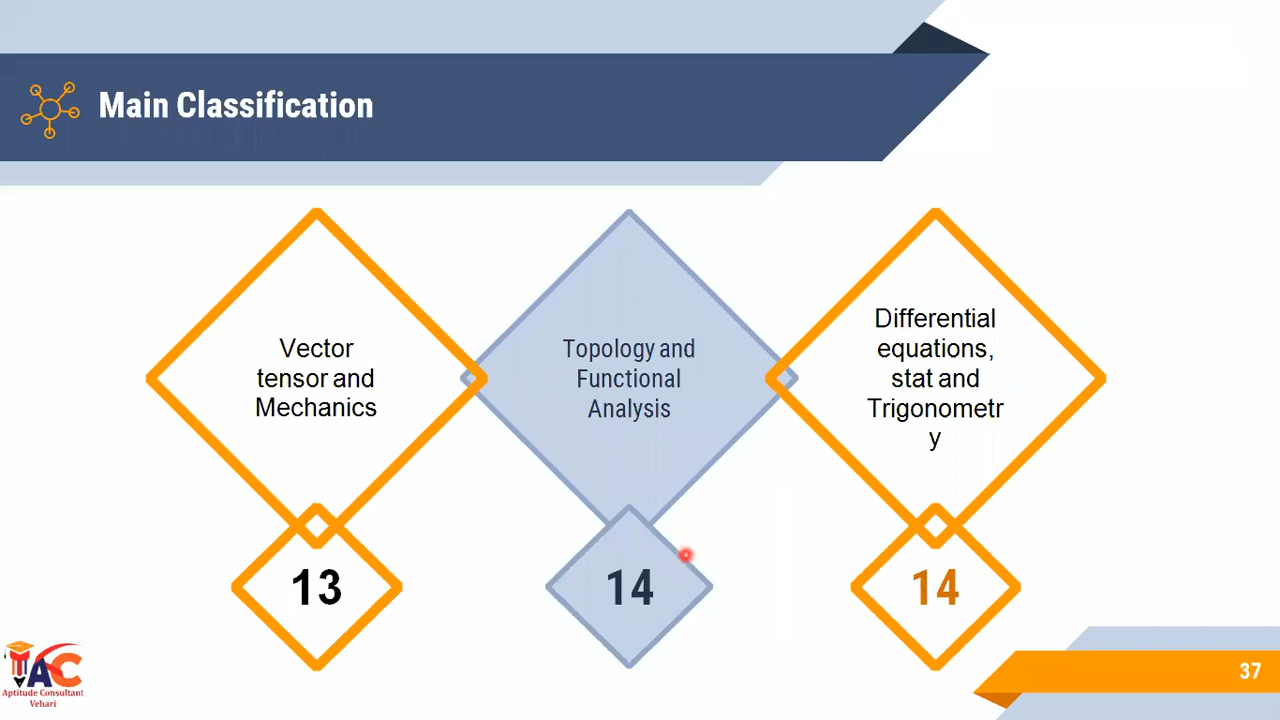 Main Classification
Vector
tensor and
Mechanics
Topology and
Functional
Analysis
Differential
equations,
stat and
Trigonometr
y
13
14
14
AC
Aptitude Consultant
Vehari
37